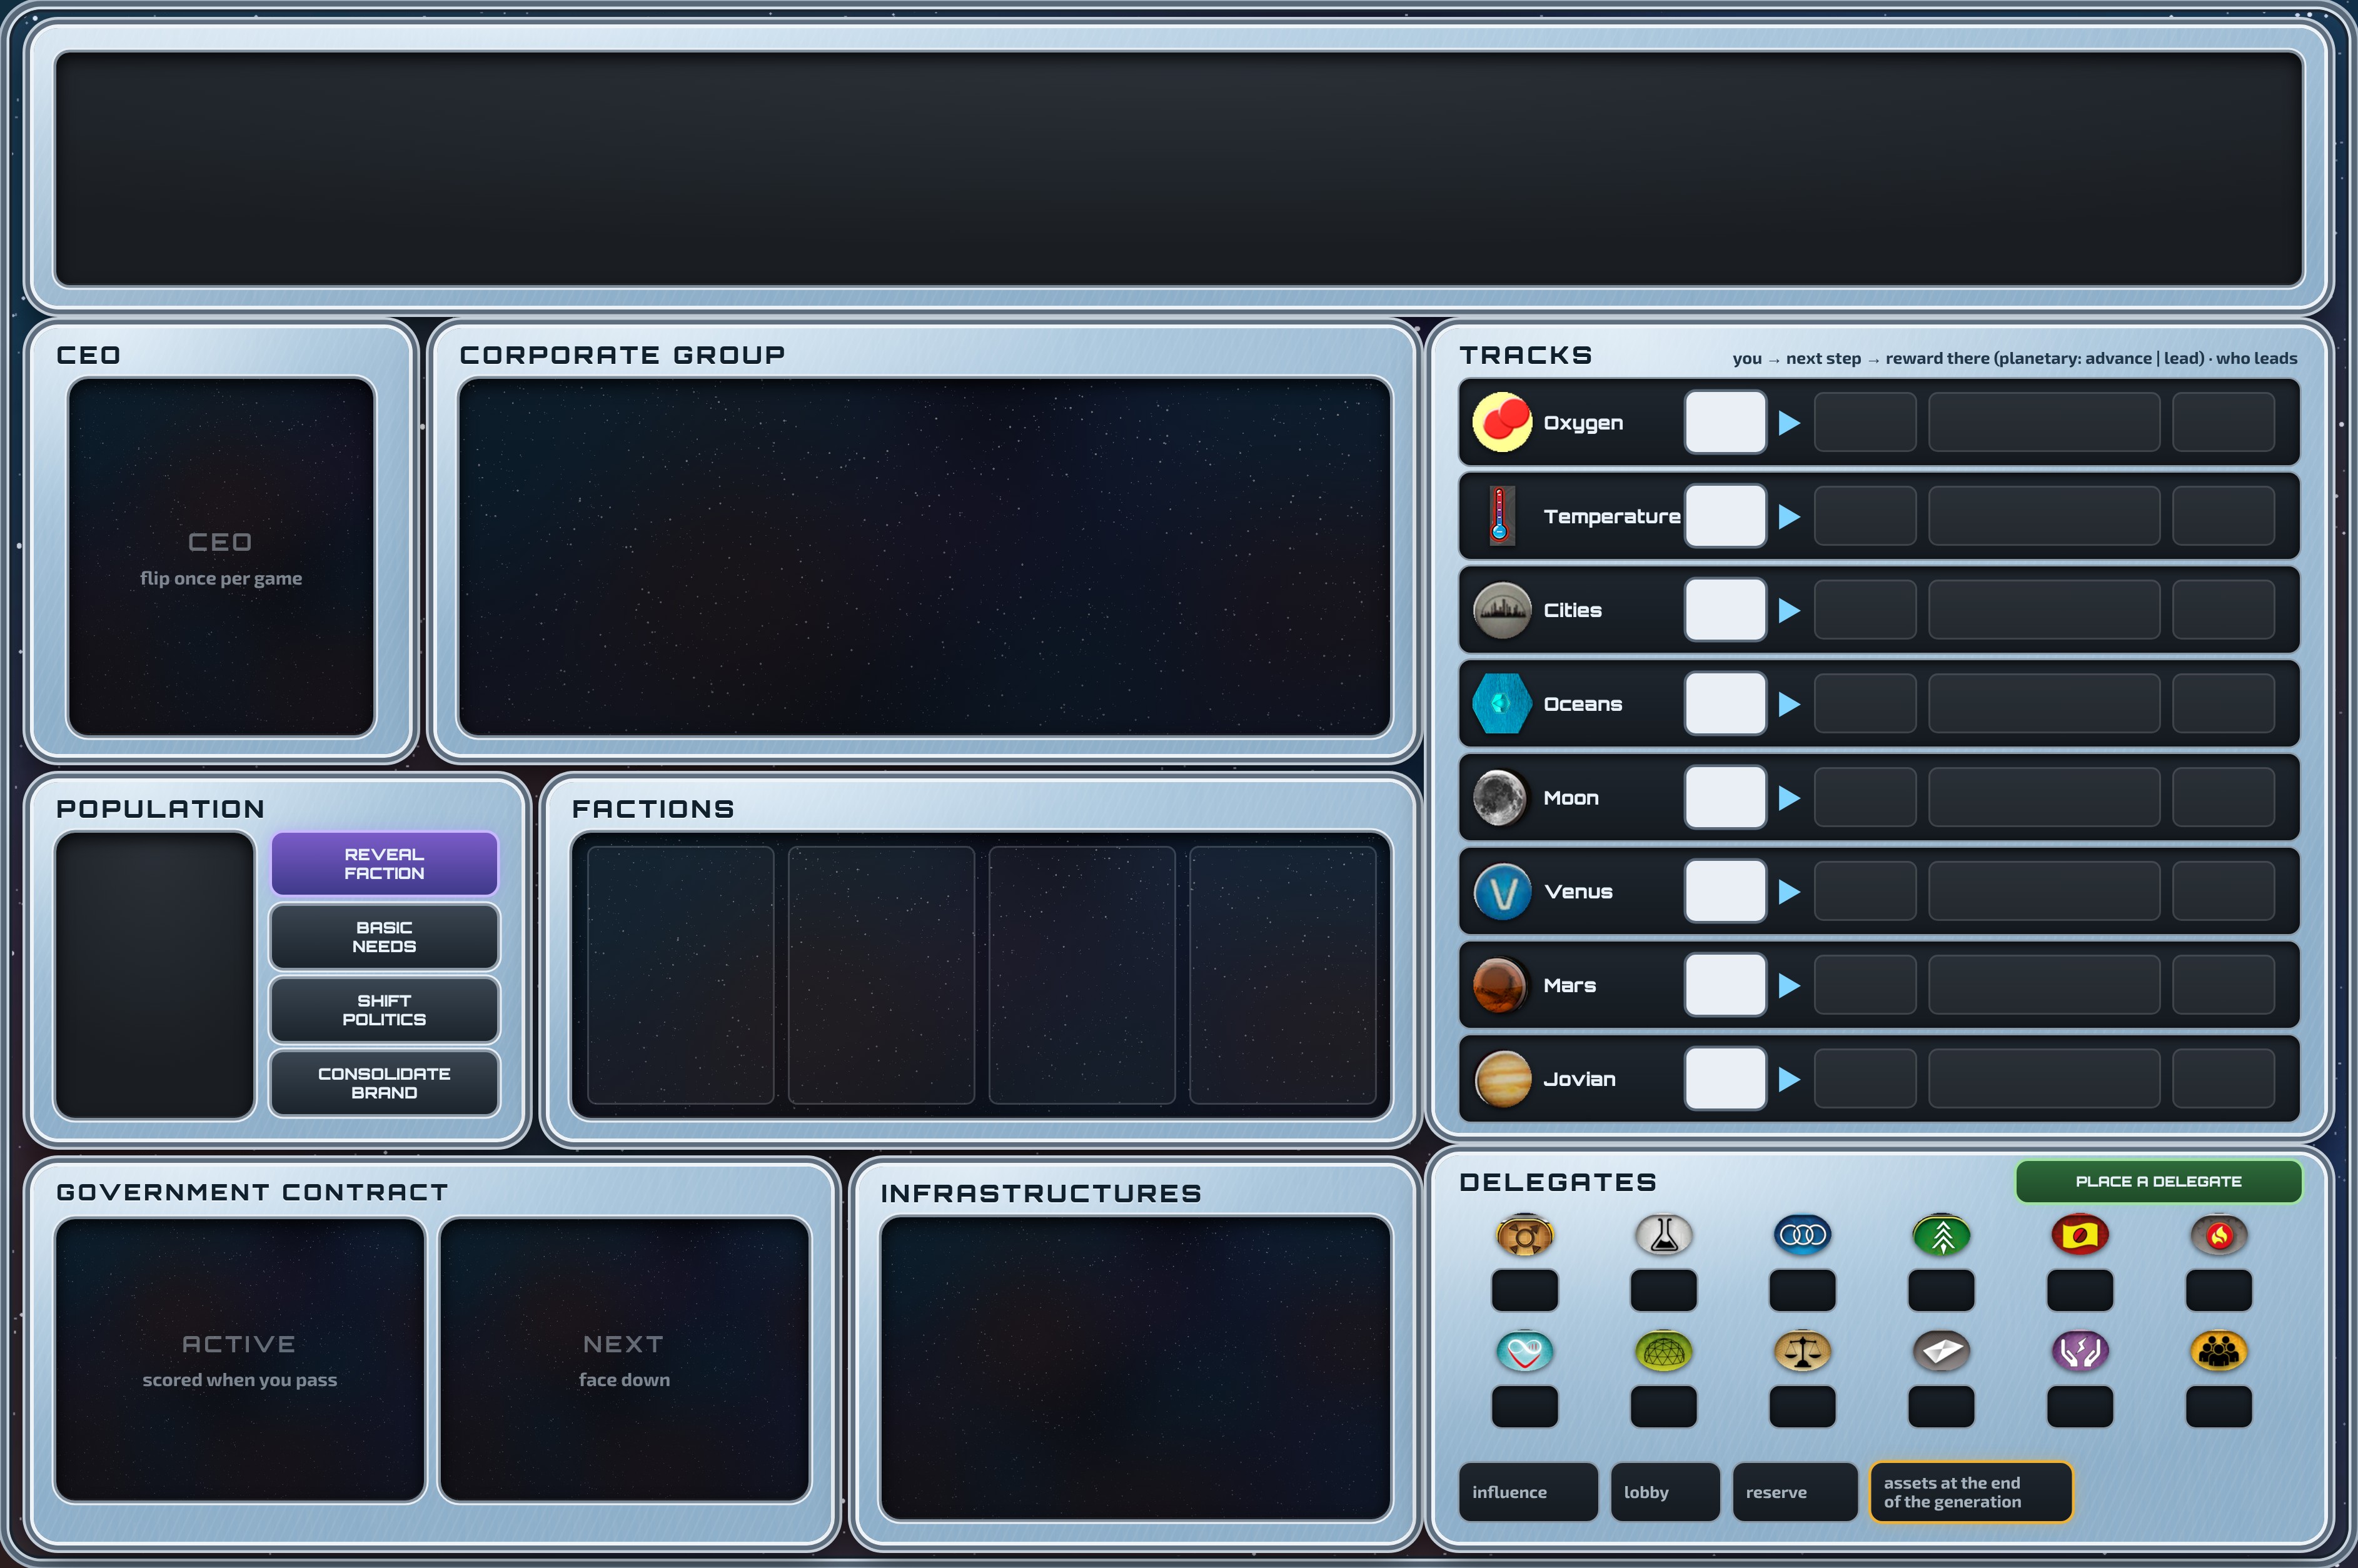 CEO
CEO
flip once per game
CORPORATE GROUP
TRACKS
you → next step → reward there (planetary: advance | lead) · who leads
Oxygen
Temperature
Cities
Oceans
Moon
V
Venus
Mars
Jovian
POPULATION
REVEAL
FACTION
BASIC
NEEDS
SHIFT
POLITICS
CONSOLIDATE
BRAND
FACTIONS
GOVERNMENT CONTRACT
ACTIVE
scored when you pass
NEXT
face down
INFRASTRUCTURES
DELEGATES
PLACE A DELEGATE
influence
lobby
reserve
assets at the end
of the generation